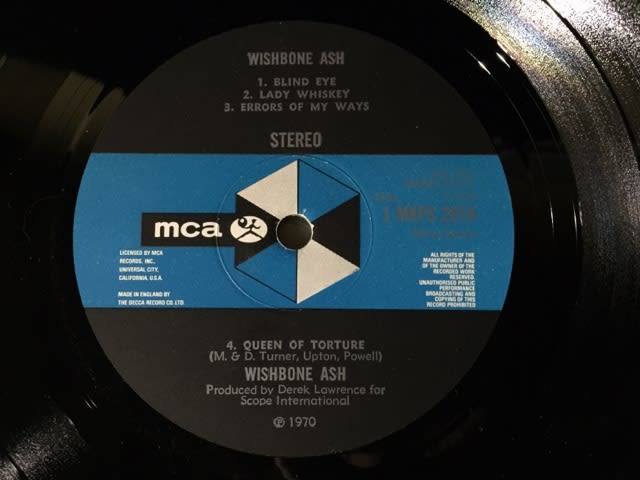 WISHBONE ASH
1. BLIND EYE
2. LADY WHISKEY
3. ERRORS OF MY WAYS
STEREO
mca
LICENSED BY MCA
RECORDS, INC.,
UNIVERSAL CITY,
CALIFORNIA, U.S.A.
MADE IN ENGLAND BY
THE DECCA RECORD CO. LTD.
1 MAPS 2854
ALL RIGHTS OF THE
MANUFACTURER AND
OF THE OWNER OF THE
RECORDED WORK
RESERVED.
UNAUTHORISED PUBLIC
PERFORMANCE
BROADCASTING AND
COPYING OF THIS
RECORD PROHIBITED
4. QUEEN OF TORTURE
(M. & D. Turner, Upton, Powell)
WISHBONE ASH
Produced by Derek Lawrence for
Scope International
℗ 1970